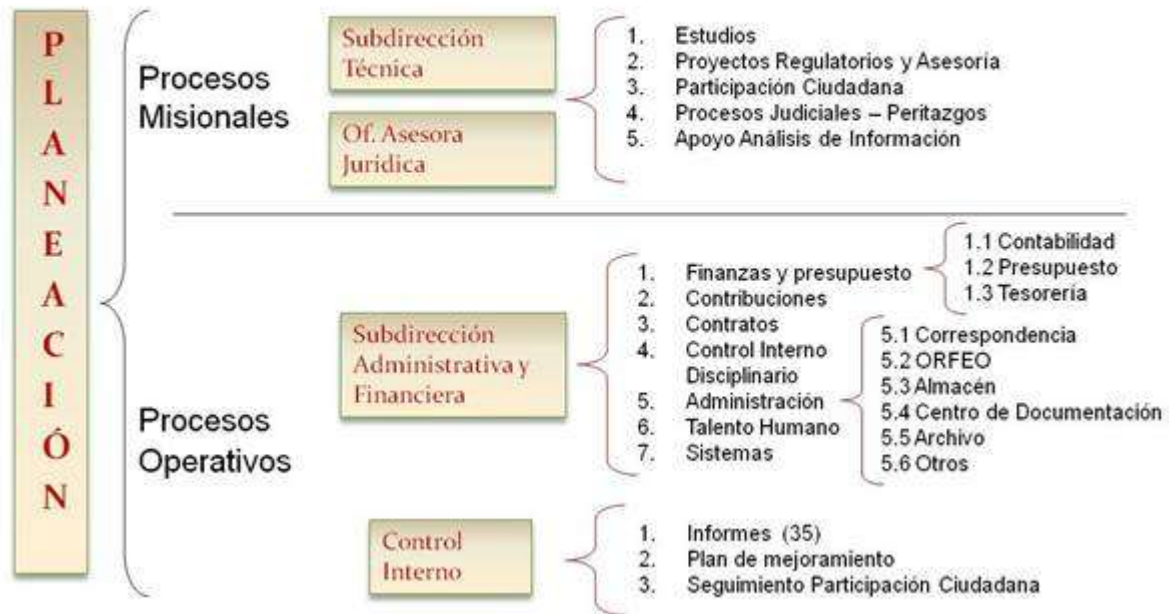 PLANEACIÓN
Procesos
Misionales
Subdirección
Técnica
Of. Asesora
Jurídica
1. Estudios
2. Proyectos Regulatorios y Asesoría
3. Participación Ciudadana
4. Procesos Judiciales – Peritazgos
5. Apoyo Análisis de Información
Procesos
Operativos
Subdirección
Administrativa y
Financiera
1. Finanzas y presupuesto
2. Contribuciones
3. Contratos
4. Control Interno
Disciplinario
5. Administración
6. Talento Humano
7. Sistemas
1.1 Contabilidad
1.2 Presupuesto
1.3 Tesorería
5.1 Correspondencia
5.2 ORFEO
5.3 Almacén
5.4 Centro de Documentación
5.5 Archivo
5.6 Otros
Control
Interno
1. Informes (35)
2. Plan de mejoramiento
3. Seguimiento Participación Ciudadana